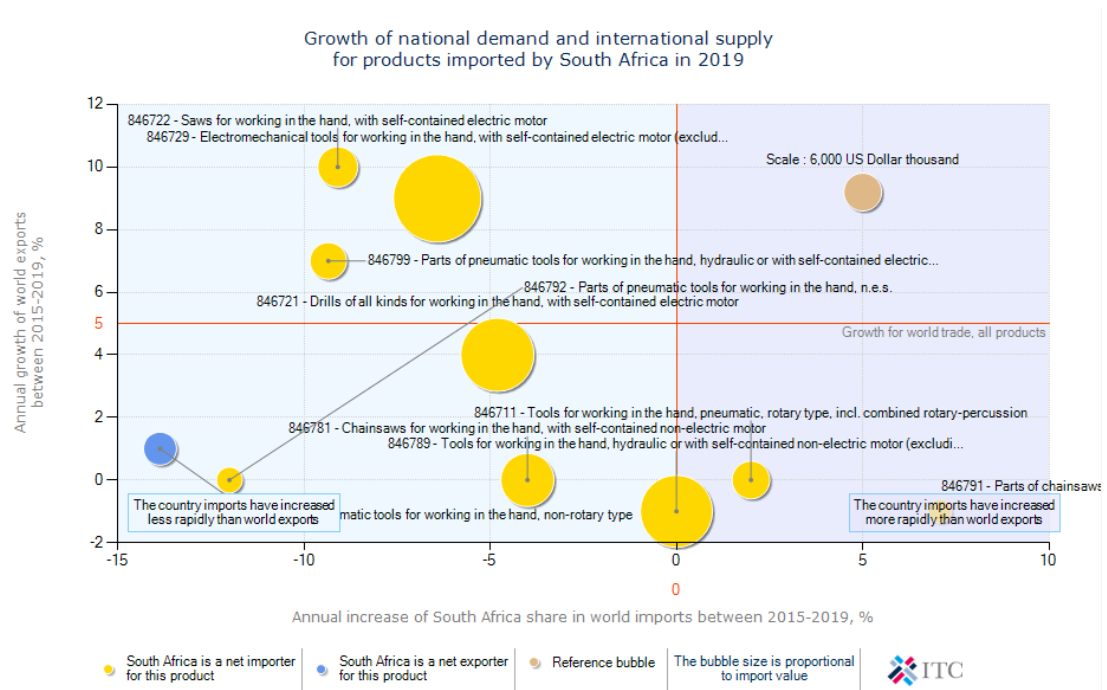 Growth of national demand and international supply
for products imported by South Africa in 2019
Annual growth of world exports
between 2015-2019, %
12
10
8
6
5
4
2
0
-2
846722 - Saws for working in the hand, with self-contained electric motor
846729 - Electromechanical tools for working in the hand, with self-contained electric motor (exclud...
Scale : 6,000 US Dollar thousand
846799 - Parts of pneumatic tools for working in the hand, hydraulic or with self-contained electric...
846792 - Parts of pneumatic tools for working in the hand, n.e.s.
846721 - Drills of all kinds for working in the hand, with self-contained electric motor
Growth for world trade, all products
846711 - Tools for working in the hand, pneumatic, rotary type, incl. combined rotary-percussion
846781 - Chainsaws for working in the hand, with self-contained non-electric motor
846789 - Tools for working in the hand, hydraulic or with self-contained non-electric motor (excludi...
846791 - Parts of chainsaws
The country imports have increased
less rapidly than world exports
matic tools for working in the hand, non-rotary type
The country imports have increased
more rapidly than world exports
-15
-10
-5
0
5
10
0
Annual increase of South Africa share in world imports between 2015-2019, %
South Africa is a net importer
for this product
South Africa is a net exporter
for this product
Reference bubble
The bubble size is proportional
to import value
ITC